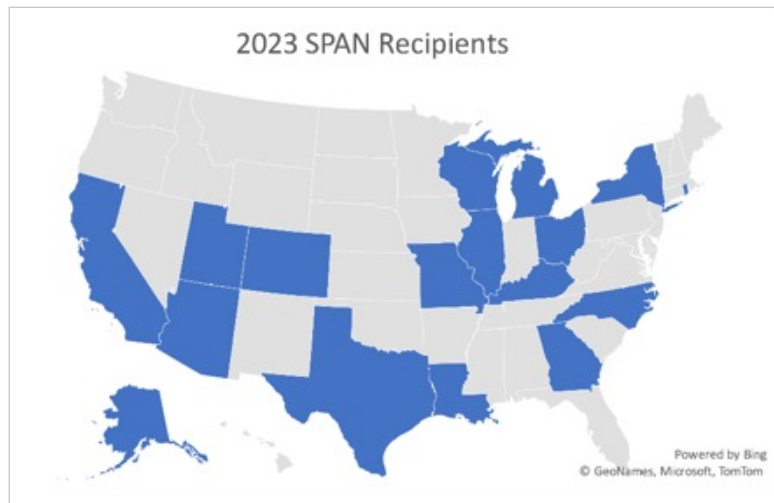 2023 SPAN Recipients
Powered by Bing
© GeoNames, Microsoft, TomTom